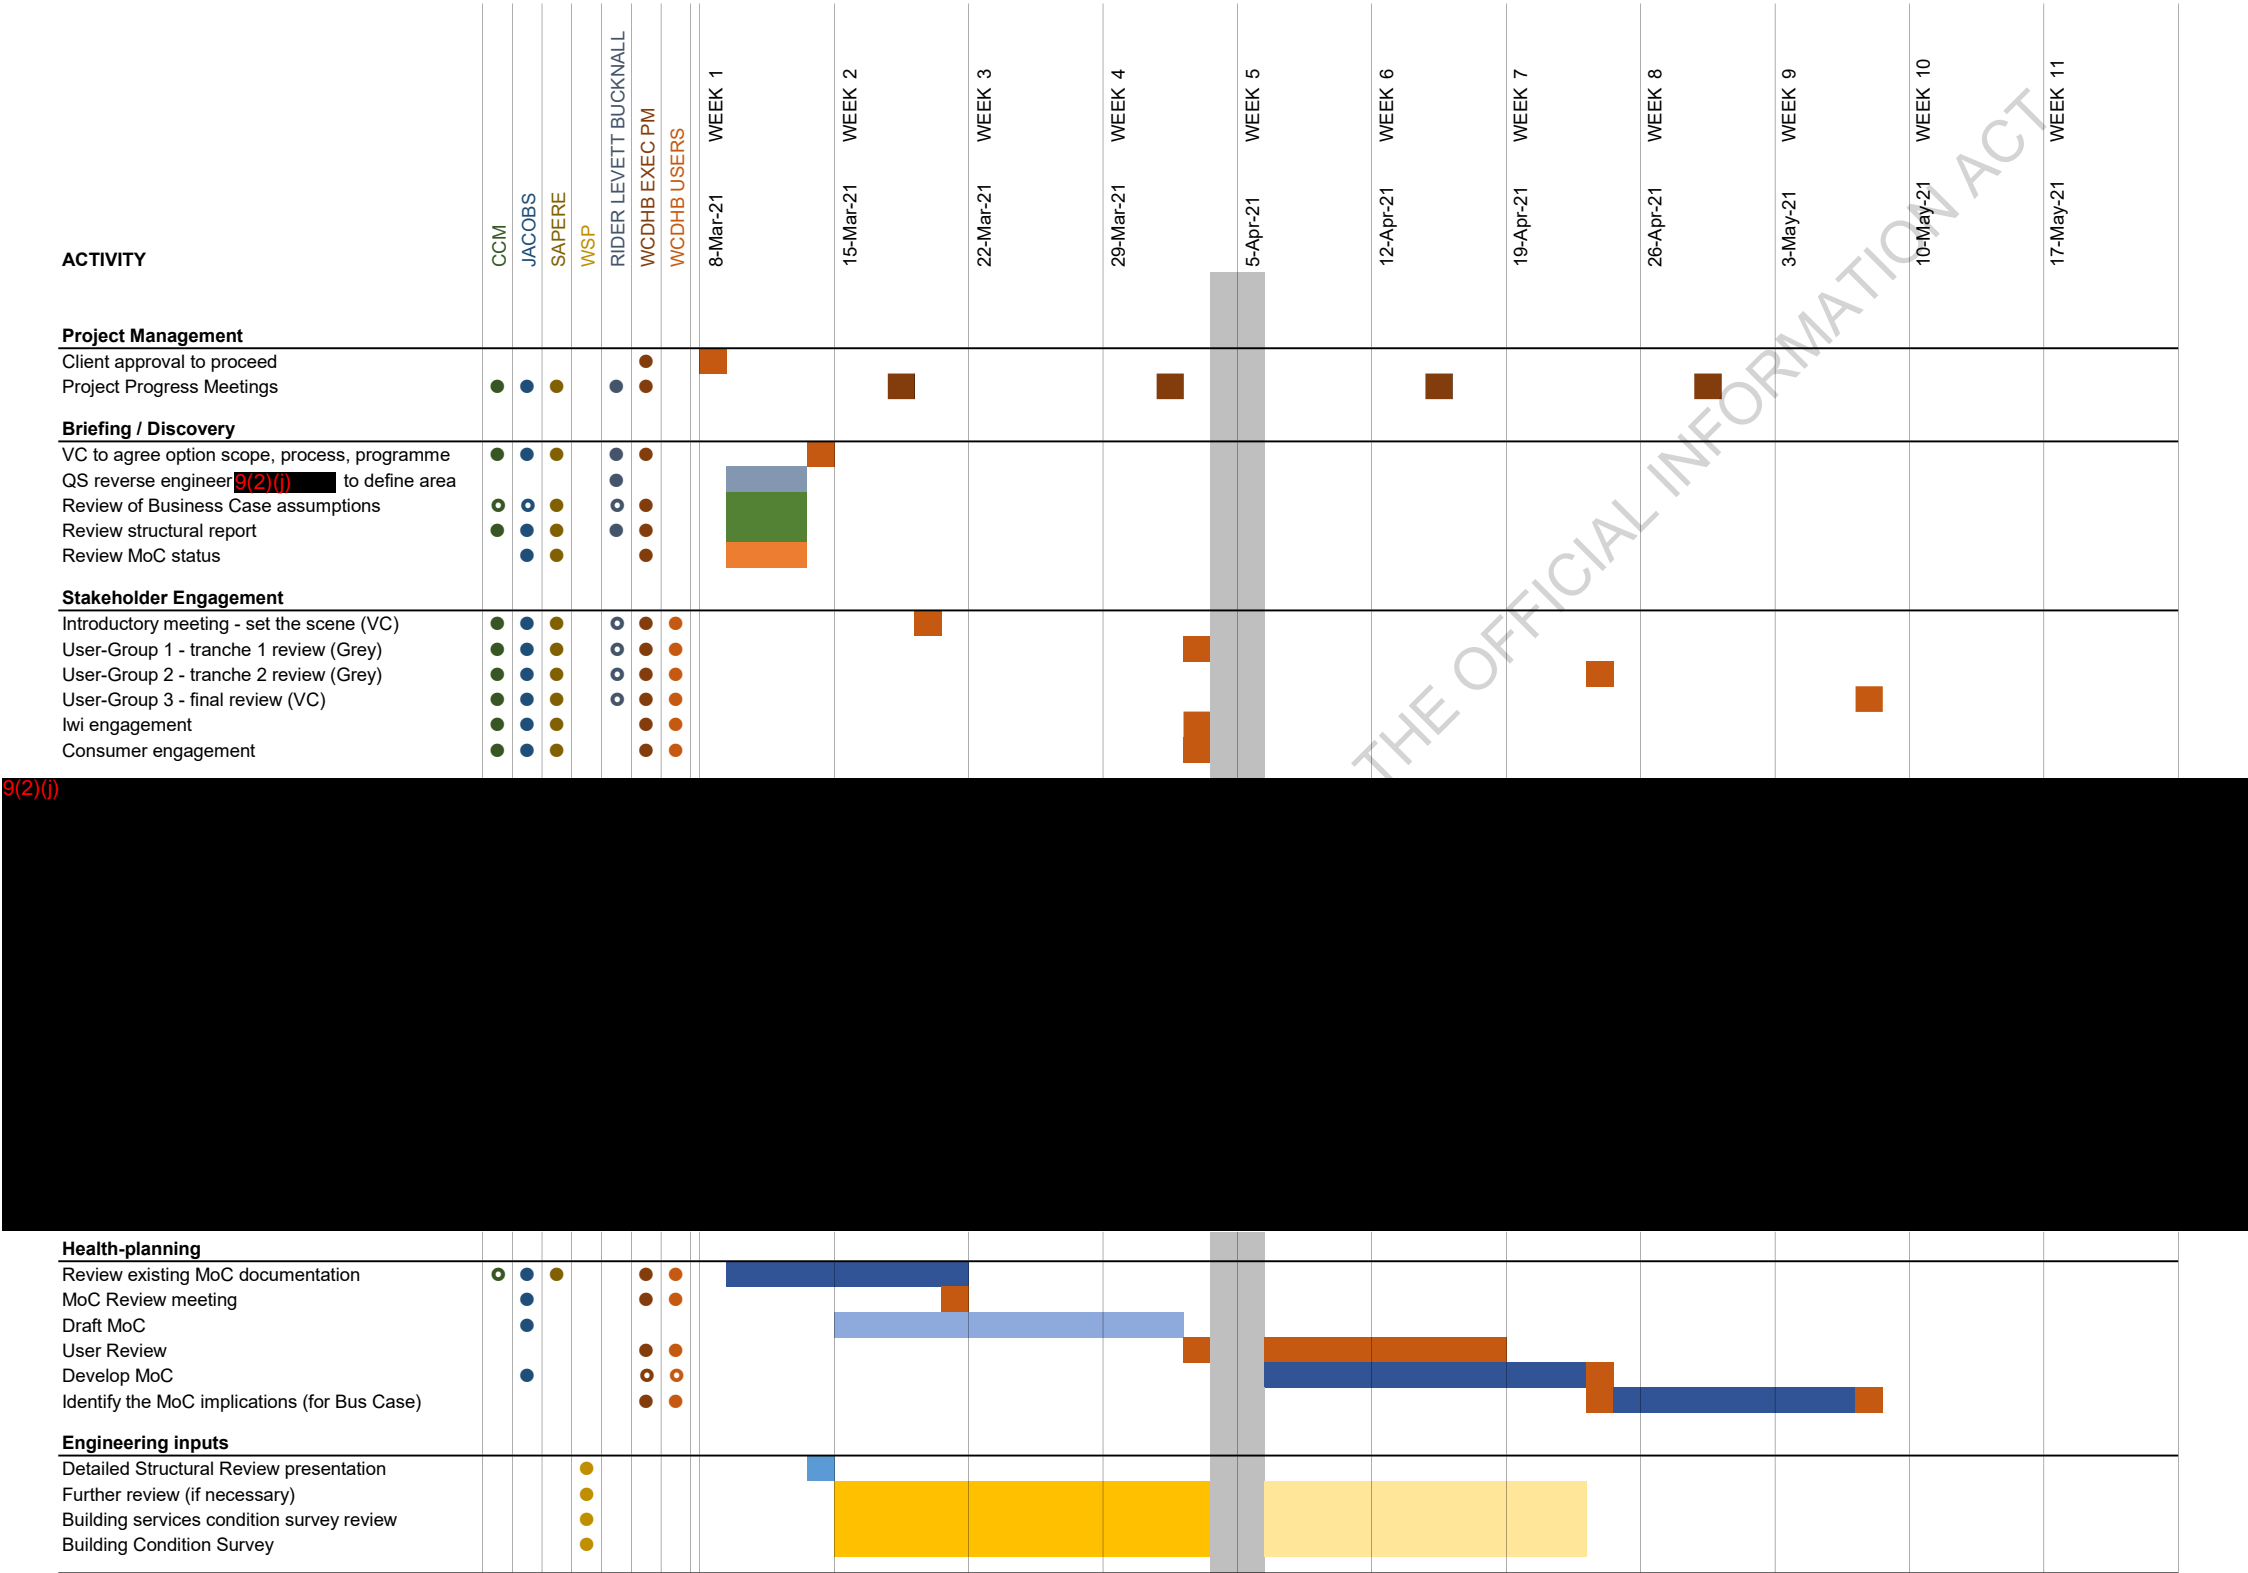 CCM
JACOBS
SAPERE
WSP
RIDER LEVETT BUCKNALL
WCDHB EXEC PM
WCDHB USERS
8-Mar-21 WEEK 1
15-Mar-21 WEEK 2
22-Mar-21 WEEK 3
29-Mar-21 WEEK 4
5-Apr-21 WEEK 5
12-Apr-21 WEEK 6
19-Apr-21 WEEK 7
26-Apr-21 WEEK 8
3-May-21 WEEK 9
10-May-21 WEEK 10
17-May-21 WEEK 11
ACTIVITY
Project Management
Client approval to proceed
Project Progress Meetings
Briefing / Discovery
VC to agree option scope, process, programme
QS reverse engineer 9(2)(j) to define area
Review of Business Case assumptions
Review structural report
Review MoC status
Stakeholder Engagement
Introductory meeting - set the scene (VC)
User-Group 1 - tranche 1 review (Grey)
User-Group 2 - tranche 2 review (Grey)
User-Group 3 - final review (VC)
Iwi engagement
Consumer engagement
THE OFFICIAL INFORMATION ACT
9(2)(j)
Health-planning
Review existing MoC documentation
MoC Review meeting
Draft MoC
User Review
Develop MoC
Identify the MoC implications (for Bus Case)
Engineering inputs
Detailed Structural Review presentation
Further review (if necessary)
Building services condition survey review
Building Condition Survey